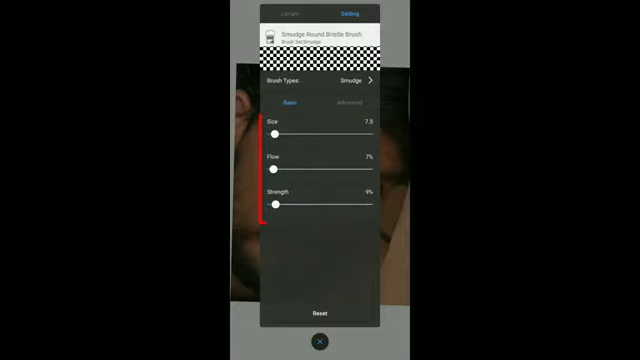 Library Setting
Smudge Round Bristle Brush
Brush Set:Smudge
Brush Types: Smudge
Basic Advanced
Size 7.5
Flow 7%
Strength 9%
Reset